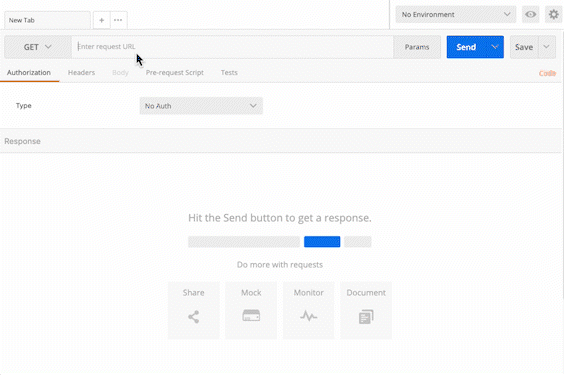 New Tab + ··· No Environment
GET Enter request URL Params Send Save
Authorization Headers Body Pre-request Script Tests Code
Type No Auth
Response
Hit the Send button to get a response.
Do more with requests
Share Mock Monitor Document